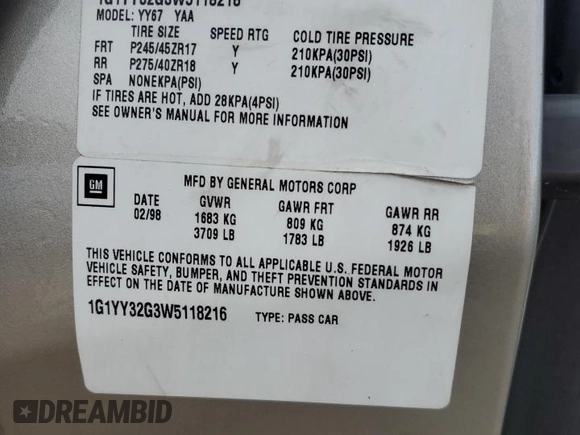 1G1YY32G3W5118216
MODEL: YY67 YAA
TIRE SIZE SPEED RTG COLD TIRE PRESSURE
FRT P245/45ZR17 Y 210KPA(30PSI)
RR P275/40ZR18 Y 210KPA(30PSI)
SPA NONEKPA(PSI)
IF TIRES ARE HOT, ADD 28KPA(4PSI)
SEE OWNER'S MANUAL FOR MORE INFORMATION
GM
MFD BY GENERAL MOTORS CORP
DATE GVWR GAWR FRT GAWR RR
02/98 1683 KG 809 KG 874 KG
3709 LB 1783 LB 1926 LB
THIS VEHICLE CONFORMS TO ALL APPLICABLE U.S. FEDERAL MOTOR
VEHICLE SAFETY, BUMPER, AND THEFT PREVENTION STANDARDS IN
EFFECT ON THE DATE OF MANUFACTURE SHOWN ABOVE.
1G1YY32G3W5118216 TYPE: PASS CAR
DREAMBID